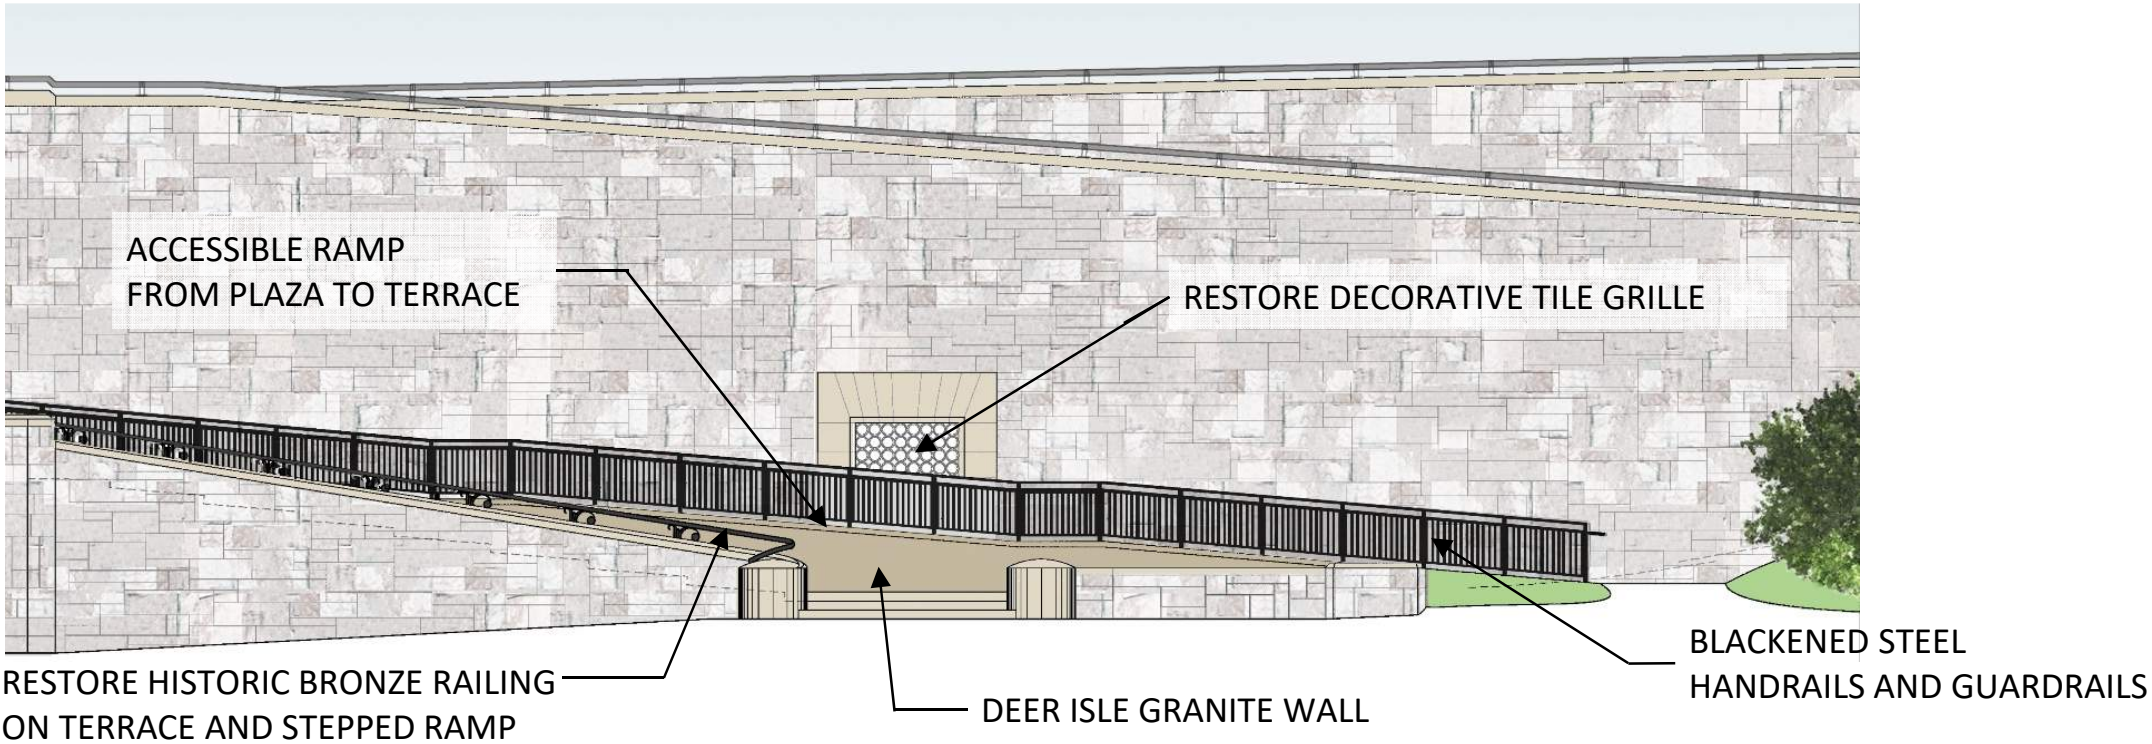 ACCESSIBLE RAMP
FROM PLAZA TO TERRACE
RESTORE DECORATIVE TILE GRILLE
RESTORE HISTORIC BRONZE RAILING
ON TERRACE AND STEPPED RAMP
DEER ISLE GRANITE WALL
BLACKENED STEEL
HANDRAILS AND GUARDRAILS